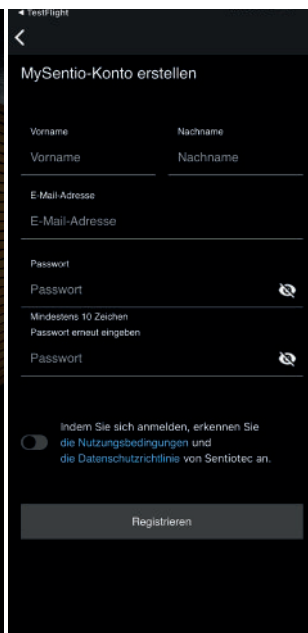 ◄ TestFlight
MySentio-Konto erstellen
Vorname Nachname
Vorname Nachname
E-Mail-Adresse
E-Mail-Adresse
Passwort
Passwort
Mindestens 10 Zeichen
Passwort erneut eingeben
Passwort
Indem Sie sich anmelden, erkennen Sie
die Nutzungsbedingungen und
die Datenschutzrichtlinie von Sentiotec an.
Registrieren